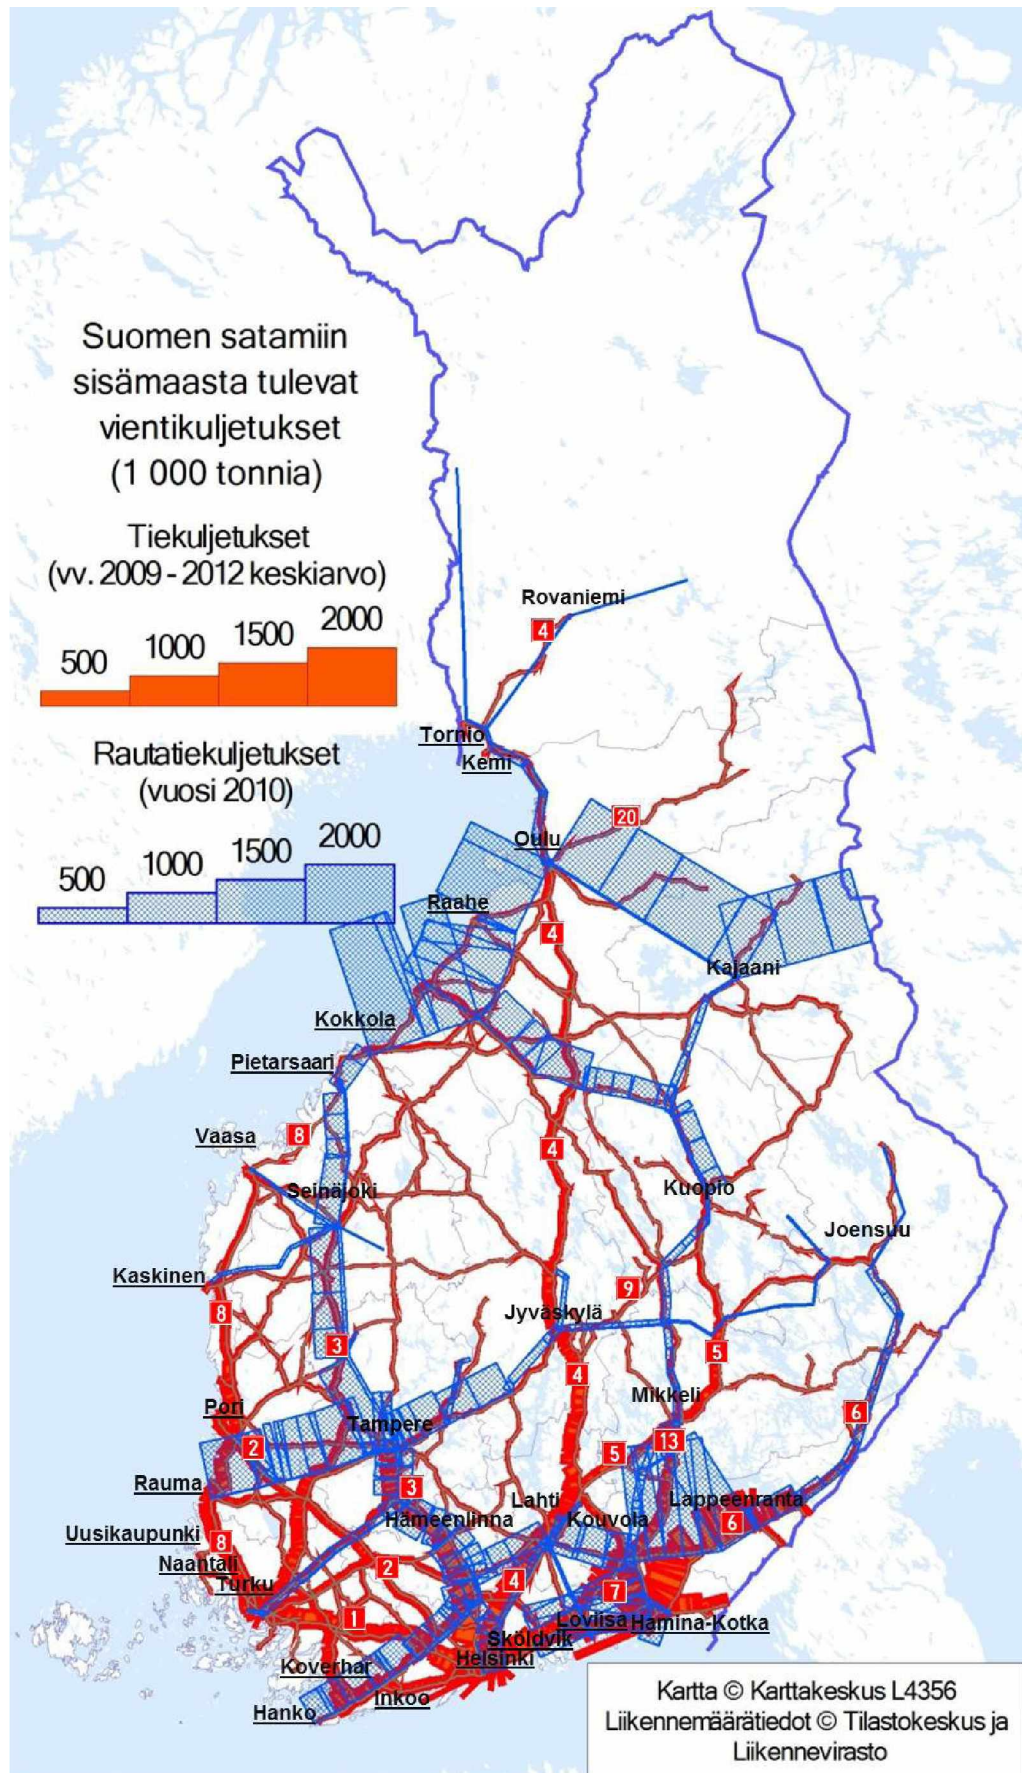 Suomen satamiin
sisämaasta tulevat
vientikuljetukset
(1 000 tonnia)
Tiekuljetukset
(vv. 2009 - 2012 keskiarvo)
500 1000 1500 2000
Rautatiekuljetukset
(vuosi 2010)
500 1000 1500 2000
Rovaniemi
4
Tornio
Kemi
20
Oulu
Raahe
4
Kajaani
Kokkola
Pietarsaari
Vaasa
8
4
Seinäjoki
Kuopio
Joensuu
Kaskinen
9
8
Jyväskylä
3
5
4
Mikkeli
Pori
6
Tampere
2
13
5
Rauma
3
Lahti
Lappeenranta
Hämeenlinna
Kouvola
6
Uusikaupunki
8
Naantali
2
4
7
Turku
1
Loviisa
Hamina-Kotka
Sköldvik
Helsinki
Koverhar
Inkoo
Hanko
Kartta © Karttakeskus L4356
Liikennemäärätiedot © Tilastokeskus ja
Liikennevirasto